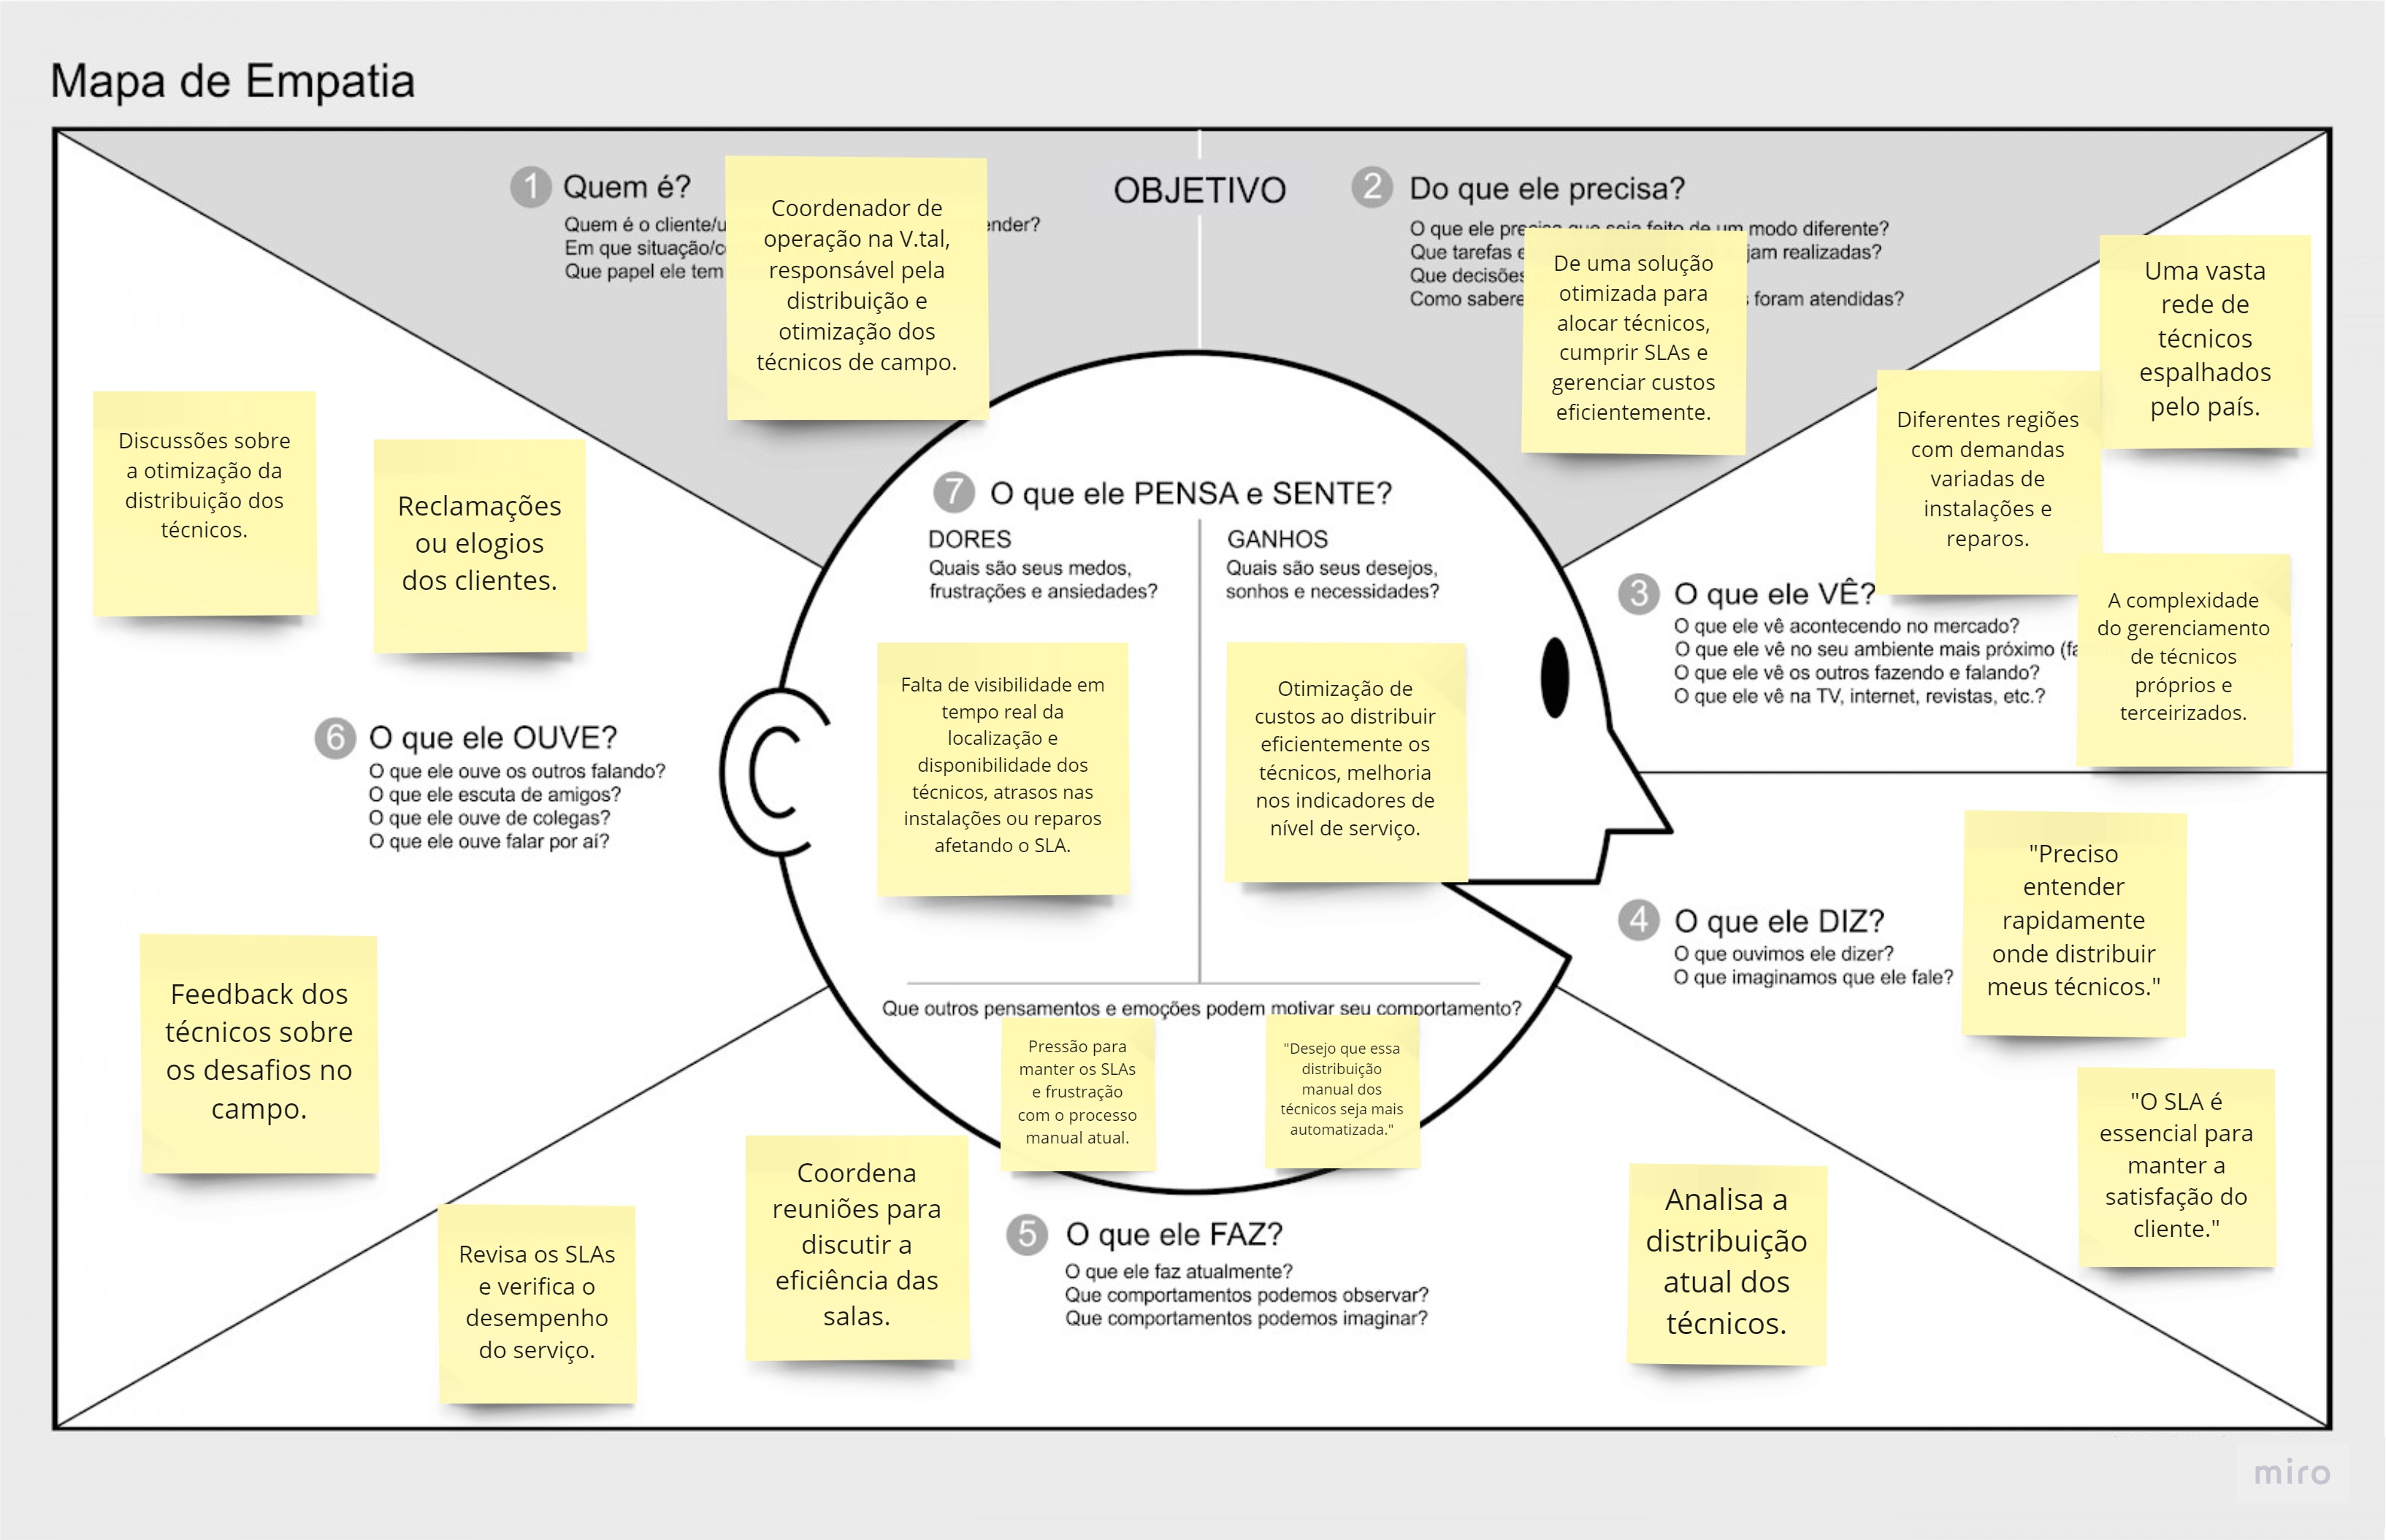 Mapa de Empatia
1 Quem é?
Quem é o cliente/u
ender?
Em que situação/c
Que papel ele tem
Coordenador de
operação na V.tal,
responsável pela
distribuição e
otimização dos
técnicos de campo.
OBJETIVO
2 Do que ele precisa?
O que ele precisa que seja feito de um modo diferente?
Que tarefas e
jam realizadas?
Que decisões
Como sabere
foram atendidas?
De uma solução
otimizada para
alocar técnicos,
cumprir SLAs e
gerenciar custos
eficientemente.
Uma vasta
rede de
técnicos
espalhados
pelo país.
Diferentes regiões
com demandas
variadas de
instalações e
reparos.
3 O que ele VÊ?
O que ele vê acontecendo no mercado?
O que ele vê no seu ambiente mais próximo (fa
O que ele vê os outros fazendo e falando?
O que ele vê na TV, internet, revistas, etc.?
A complexidade
do gerenciamento
de técnicos
próprios e
terceirizados.
4 O que ele DIZ?
O que ouvimos ele dizer?
O que imaginamos que ele fale?
"Preciso
entender
rapidamente
onde distribuir
meus técnicos."
"O SLA é
essencial para
manter a
satisfação do
cliente."
5 O que ele FAZ?
O que ele faz atualmente?
Que comportamentos podemos observar?
Que comportamentos podemos imaginar?
Revisa os SLAs
e verifica o
desempenho
do serviço.
Coordena
reuniões para
discutir a
eficiência das
salas.
Analisa a
distribuição
atual dos
técnicos.
6 O que ele OUVE?
O que ele ouve os outros falando?
O que ele escuta de amigos?
O que ele ouve de colegas?
O que ele ouve falar por aí?
Discussões sobre
a otimização da
distribuição dos
técnicos.
Reclamações
ou elogios
dos clientes.
Feedback dos
técnicos sobre
os desafios no
campo.
7 O que ele PENSA e SENTE?
DORES
Quais são seus medos,
frustrações e ansiedades?
Falta de visibilidade em
tempo real da
localização e
disponibilidade dos
técnicos, atrasos nas
instalações ou reparos
afetando o SLA.
GANHOS
Quais são seus desejos,
sonhos e necessidades?
Otimização de
custos ao distribuir
eficientemente os
técnicos, melhoria
nos indicadores de
nível de serviço.
Que outros pensamentos e emoções podem motivar seu comportamento?
Pressão para
manter os SLAs
e frustração
com o processo
manual atual.
"Desejo que essa
distribuição
manual dos
técnicos seja mais
automatizada."
miro